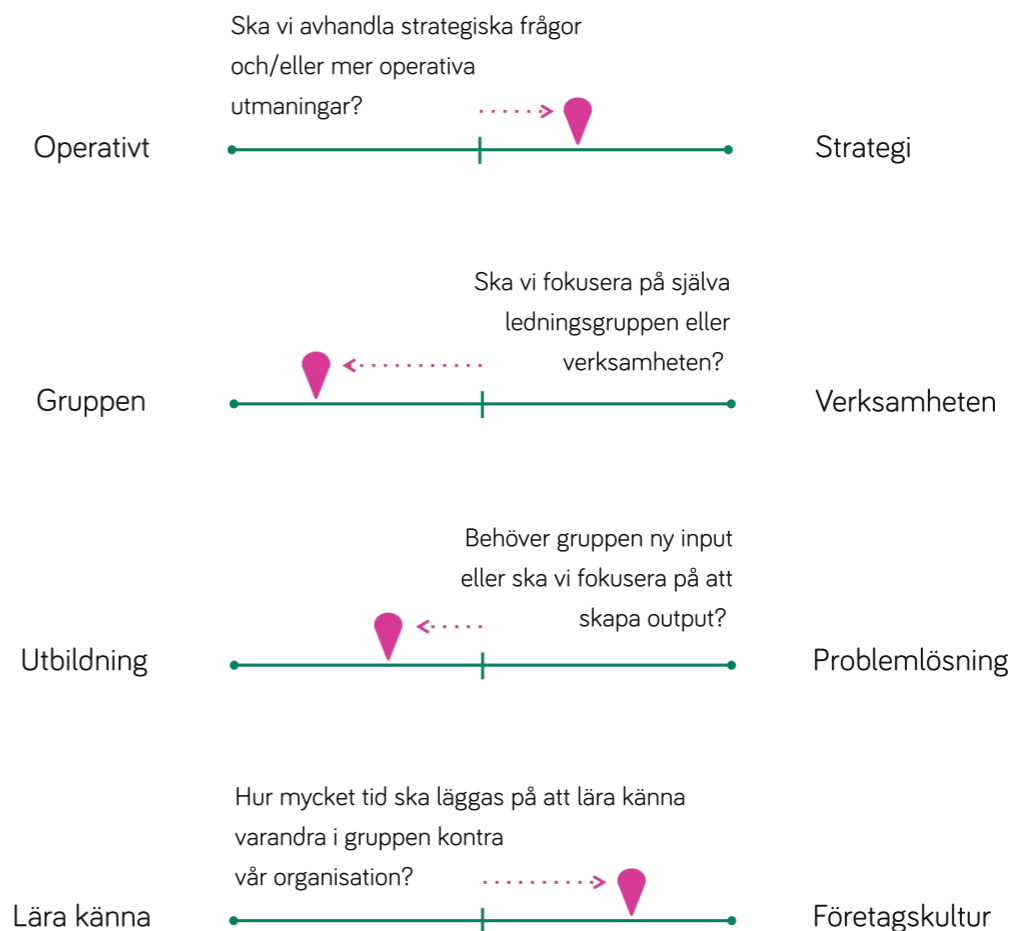 Ska vi avhandla strategiska frågor
och/eller mer operativa
utmaningar?
Operativt
Strategi
Ska vi fokusera på själva
ledningsgruppen eller
verksamheten?
Gruppen
Verksamheten
Behöver gruppen ny input
eller ska vi fokusera på att
skapa output?
Utbildning
Problemlösning
Hur mycket tid ska läggas på att lära känna
varandra i gruppen kontra
vår organisation?
Lära känna
Företagskultur